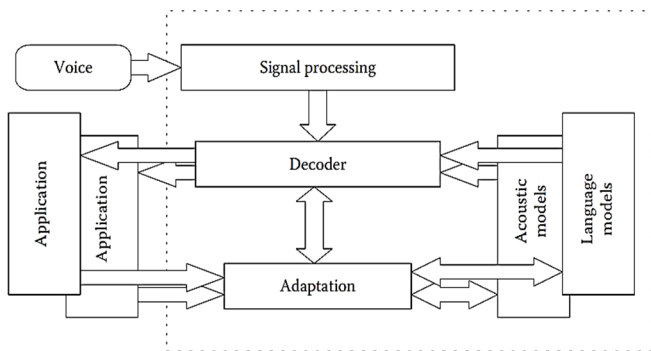 Voice
Signal processing
Decoder
Application
Application
Acoustic
models
Language
models
Adaptation